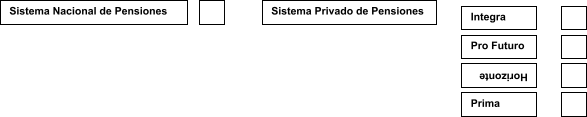 Sistema Nacional de Pensiones
Sistema Privado de Pensiones
Integra
Pro Futuro
Horizonte
Prima